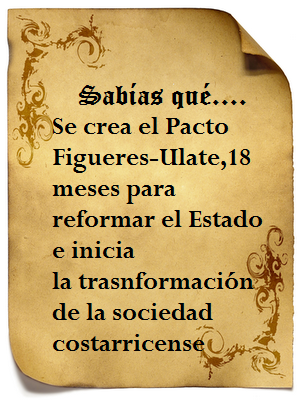 Sabías qué....
Se crea el Pacto
Figueres-Ulate,18
meses para
reformar el Estado
e inicia
la trasnformación
de la sociedad
costarricense